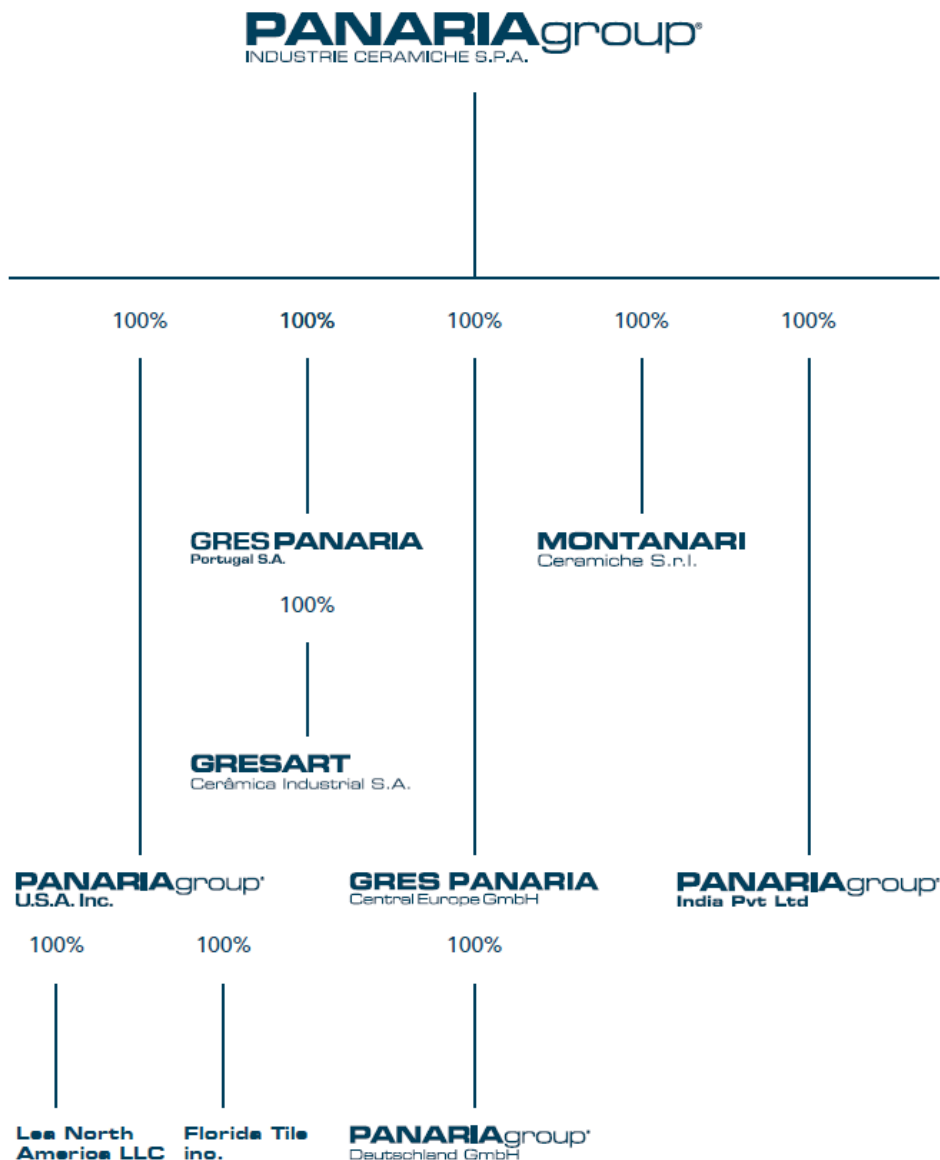 PANARIAgroup®
INDUSTRIE CERAMICHE S.P.A.
100% 100% 100% 100% 100%
GRES PANARIA
Portugal S.A.
MONTANARI
Ceramiche S.r.l.
100%
GRESART
Cerâmica Industrial S.A.
PANARIAgroup®
U.S.A. Inc.
GRES PANARIA
Central Europe GmbH
PANARIAgroup®
India Pvt Ltd
100% 100% 100%
Lea North
America LLC
Florida Tile
inc.
PANARIAgroup®
Deutschland GmbH